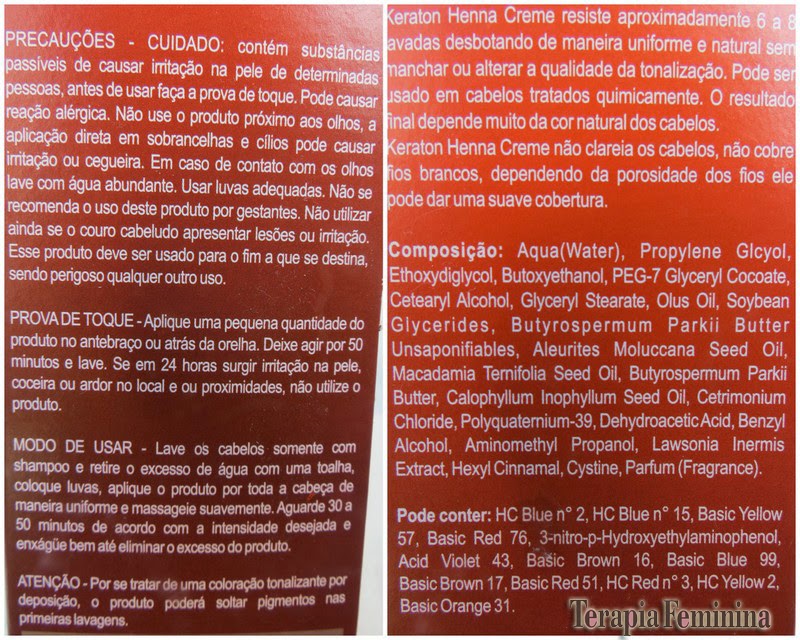 PRECAUÇÕES - CUIDADO: contém substâncias
passíveis de causar irritação na pele de determinadas
pessoas, antes de usar faça a prova de toque. Pode causar
reação alérgica. Não use o produto próximo aos olhos, a
aplicação direta em sobrancelhas e cílios pode causar
irritação ou cegueira. Em caso de contato com os olhos
lave com água abundante. Usar luvas adequadas. Não se
recomenda o uso deste produto por gestantes. Não utilizar
ainda se o couro cabeludo apresentar lesões ou irritação.
Esse produto deve ser usado para o fim a que se destina,
sendo perigoso qualquer outro uso.
PROVA DE TOQUE - Aplique uma pequena quantidade do
produto no antebraço ou atrás da orelha. Deixe agir por 50
minutos e lave. Se em 24 horas surgir irritação na pele,
coceira ou ardor no local e ou proximidades, não utilize o
produto.
MODO DE USAR - Lave os cabelos somente com
shampoo e retire o excesso de água com uma toalha,
coloque luvas, aplique o produto por toda a cabeça de
maneira uniforme e massageie suavemente. Aguarde 30 a
50 minutos de acordo com a intensidade desejada e
enxágüe bem até eliminar o excesso do produto.
ATENÇÃO - Por se tratar de uma coloração tonalizante por
deposição, o produto poderá soltar pigmentos nas
primeiras lavagens.
Keraton Henna Creme resiste aproximadamente 6 a 8
avadas desbotando de maneira uniforme e natural sem
manchar ou alterar a qualidade da tonalização. Pode ser
usado em cabelos tratados quimicamente. O resultado
final depende muito da cor natural dos cabelos.
Keraton Henna Creme não clareia os cabelos, não cobre
fios brancos, dependendo da porosidade dos fios ele
pode dar uma suave cobertura.
Composição: Aqua(Water), Propylene Glcyol,
Ethoxydiglycol, Butoxyethanol, PEG-7 Glyceryl Cocoate,
Cetearyl Alcohol, Glyceryl Stearate, Olus Oil, Soybean
Glycerides, Butyrospermum Parkii Butter
Unsaponifiables, Aleurites Moluccana Seed Oil,
Macadamia Ternifolia Seed Oil, Butyrospermum Parkii
Butter, Calophyllum Inophyllum Seed Oil, Cetrimonium
Chloride, Polyquaternium-39, Dehydroacetic Acid, Benzyl
Alcohol, Aminomethyl Propanol, Lawsonia Inermis
Extract, Hexyl Cinnamal, Cystine, Parfum (Fragrance).
Pode conter: HC Blue n° 2, HC Blue n° 15, Basic Yellow
57, Basic Red 76, 3-nitro-p-Hydroxyethylaminophenol,
Acid Violet 43, Basic Brown 16, Basic Blue 99,
Basic Brown 17, Basic Red 51, HC Red n° 3, HC Yellow 2,
Basic Orange 31.
Terapia Feminina